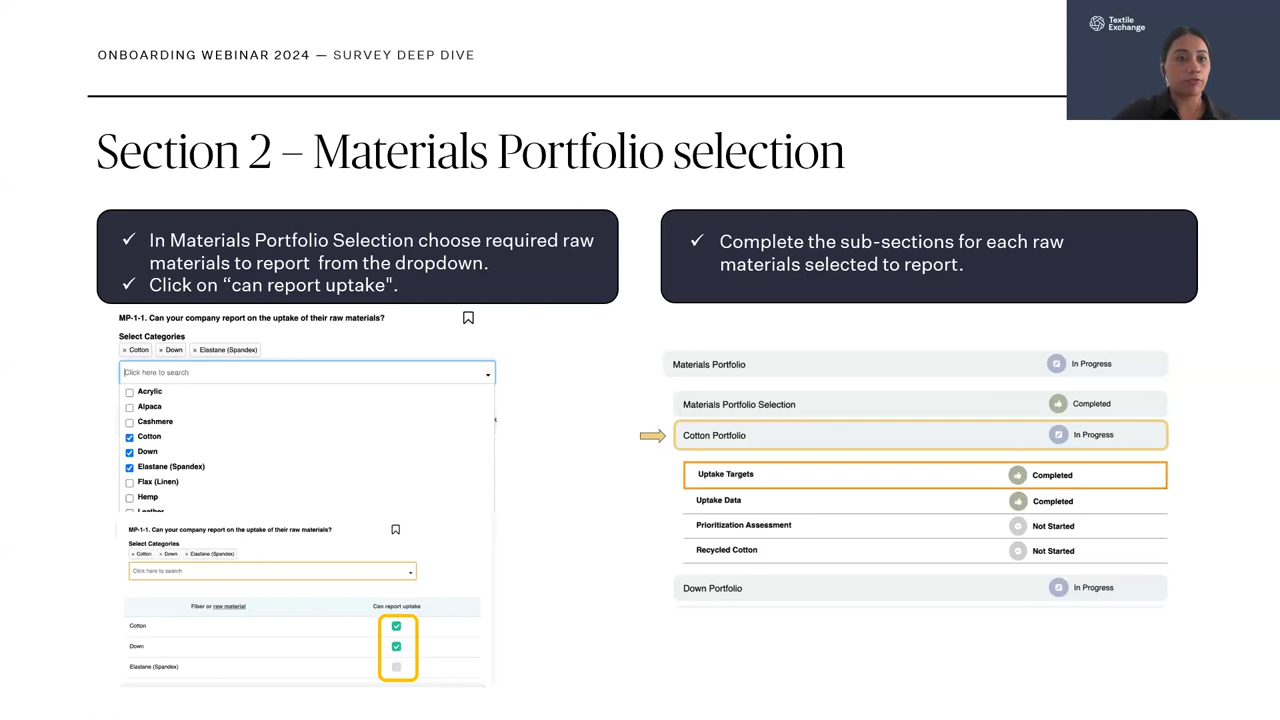 ONBOARDING WEBINAR 2024 — SURVEY DEEP DIVE
Textile
Exchange
Section 2 – Materials Portfolio selection
✓ In Materials Portfolio Selection choose required raw
materials to report from the dropdown.
✓ Click on “can report uptake".
MP-1-1. Can your company report on the uptake of their raw materials?
Select Categories
× Cotton × Down × Elastane (Spandex)
Click here to search
Acrylic
Alpaca
Cashmere
Cotton
Down
Elastane (Spandex)
Flax (Linen)
Hemp
Leather
MP-1-1. Can your company report on the uptake of their raw materials?
Select Categories
× Cotton × Down × Elastane (Spandex)
Click here to search
Fiber or raw material Can report uptake
Cotton
Down
Elastane (Spandex)
✓ Complete the sub-sections for each raw
materials selected to report.
Materials Portfolio In Progress
Materials Portfolio Selection Completed
Cotton Portfolio In Progress
Uptake Targets Completed
Uptake Data Completed
Prioritization Assessment Not Started
Recycled Cotton Not Started
Down Portfolio In Progress